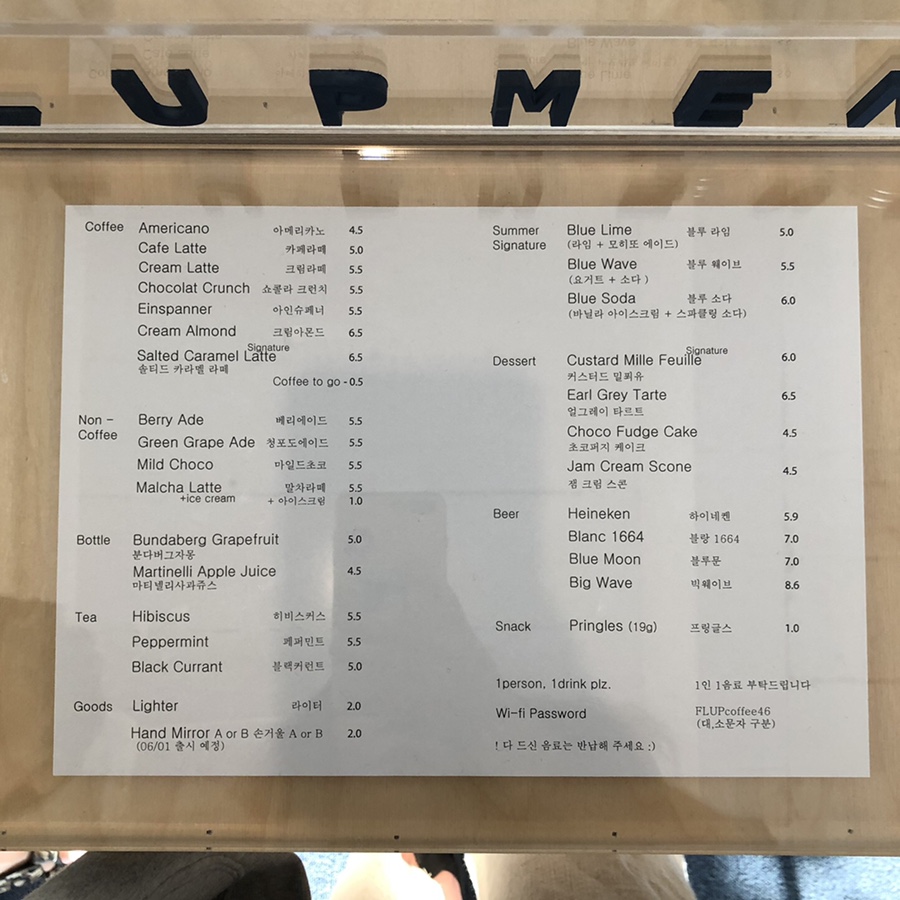 UPME
Coffee Americano 아메리카노 4.5
Cafe Latte 카페라떼 5.0
Cream Latte 크림라떼 5.5
Chocolat Crunch 쇼콜라 크런치 5.5
Einspanner 아인슈페너 5.5
Cream Almond 크림아몬드 6.5
Signature
Salted Caramel Latte 6.5
솔티드 카라멜 라떼
Coffee to go - 0.5
Non -
Coffee
Berry Ade 베리에이드 5.5
Green Grape Ade 청포도에이드 5.5
Mild Choco 마일드초코 5.5
Malcha Latte 말차라떼 5.5
+ice cream + 아이스크림 1.0
Bottle Bundaberg Grapefruit 5.0
분다버그자몽
Martinelli Apple Juice 4.5
마티넬리사과쥬스
Tea Hibiscus 히비스커스 5.5
Peppermint 페퍼민트 5.5
Black Currant 블랙커런트 5.0
Goods Lighter 라이터 2.0
Hand Mirror A or B 손거울 A or B 2.0
(06/01 출시 예정)
Summer
Signature
Blue Lime 블루 라임 5.0
(라임 + 모히또 에이드)
Blue Wave 블루 웨이브 5.5
(요거트 + 소다 )
Blue Soda 블루 소다 6.0
(바닐라 아이스크림 + 스파클링 소다)
Signature
Dessert Custard Mille Feuille 6.0
커스터드 밀푀유
Earl Grey Tarte 6.5
얼그레이 타르트
Choco Fudge Cake 4.5
초코퍼지 케이크
Jam Cream Scone 4.5
잼 크림 스콘
Beer Heineken 하이네켄 5.9
Blanc 1664 블랑 1664 7.0
Blue Moon 블루문 7.0
Big Wave 빅웨이브 8.6
Snack Pringles (19g) 프링글스 1.0
1person, 1drink plz. 1인 1음료 부탁드립니다
Wi-fi Password FLUPcoffee46
(대,소문자 구분)
! 다 드신 음료는 반납해 주세요 :)